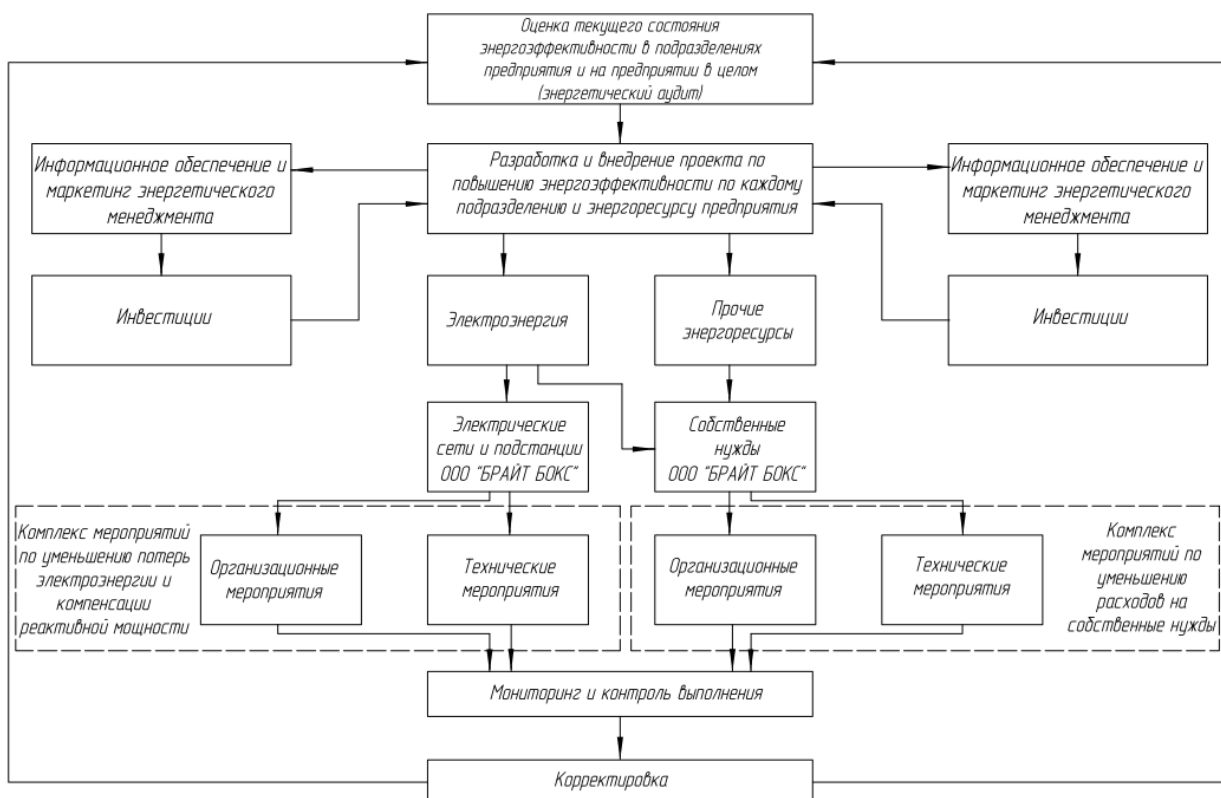 Оценка текущего состояния
энергоэффективности в подразделениях
предприятия и на предприятии в целом
(энергетический аудит)
Информационное обеспечение и
маркетинг энергетического
менеджмента
Разработка и внедрение проекта по
повышению энергоэффективности по каждому
подразделению и энергоресурсу предприятия
Информационное обеспечение и
маркетинг энергетического
менеджмента
Инвестиции
Электроэнергия
Прочие
энергоресурсы
Инвестиции
Электрические
сети и подстанции
ООО "БРАЙТ БОКС"
Собственные
нужды
ООО "БРАЙТ БОКС"
Комплекс мероприятий
по уменьшению потерь
электроэнергии и
компенсации
реактивной мощности
Организационные
мероприятия
Технические
мероприятия
Организационные
мероприятия
Технические
мероприятия
Комплекс
мероприятий по
уменьшению
расходов на
собственные нужды
Мониторинг и контроль выполнения
Корректировка